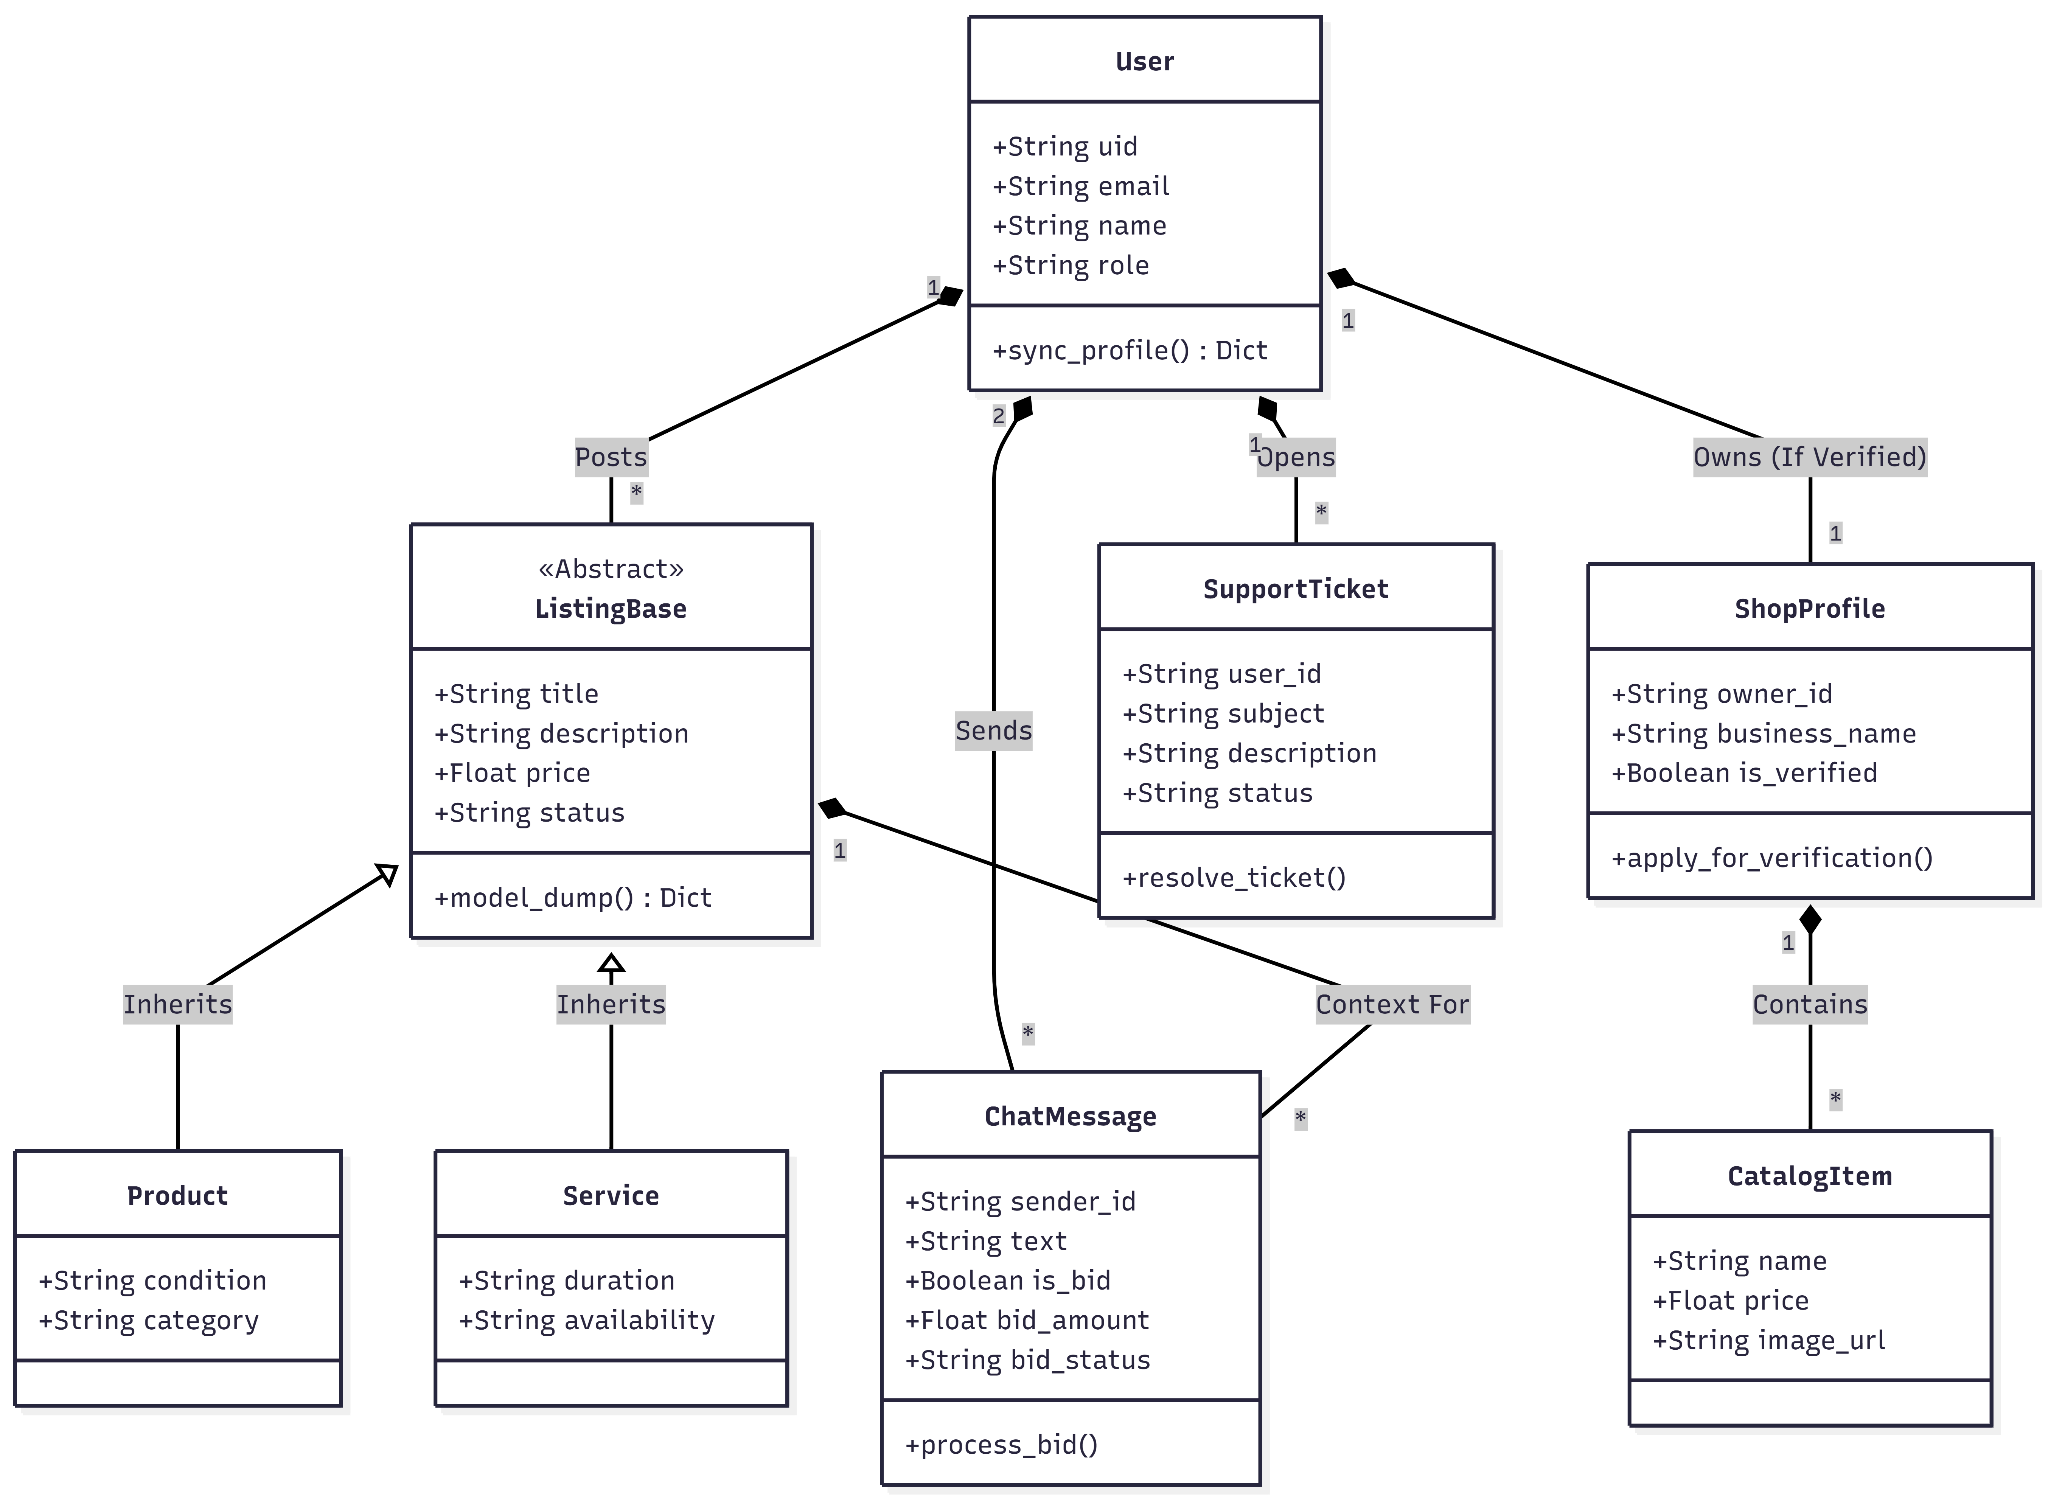 User
+String uid
+String email
+String name
+String role
+sync_profile() : Dict
1
1
2
1
Posts
Opens
Owns (If Verified)
*
*
1
«Abstract»
ListingBase
+String title
+String description
+Float price
+String status
+model_dump() : Dict
Sends
SupportTicket
+String user_id
+String subject
+String description
+String status
+resolve_ticket()
ShopProfile
+String owner_id
+String business_name
+Boolean is_verified
+apply_for_verification()
1
1
Inherits
Inherits
Context For
Contains
*
*
*
Product
+String condition
+String category
Service
+String duration
+String availability
ChatMessage
+String sender_id
+String text
+Boolean is_bid
+Float bid_amount
+String bid_status
+process_bid()
CatalogItem
+String name
+Float price
+String image_url